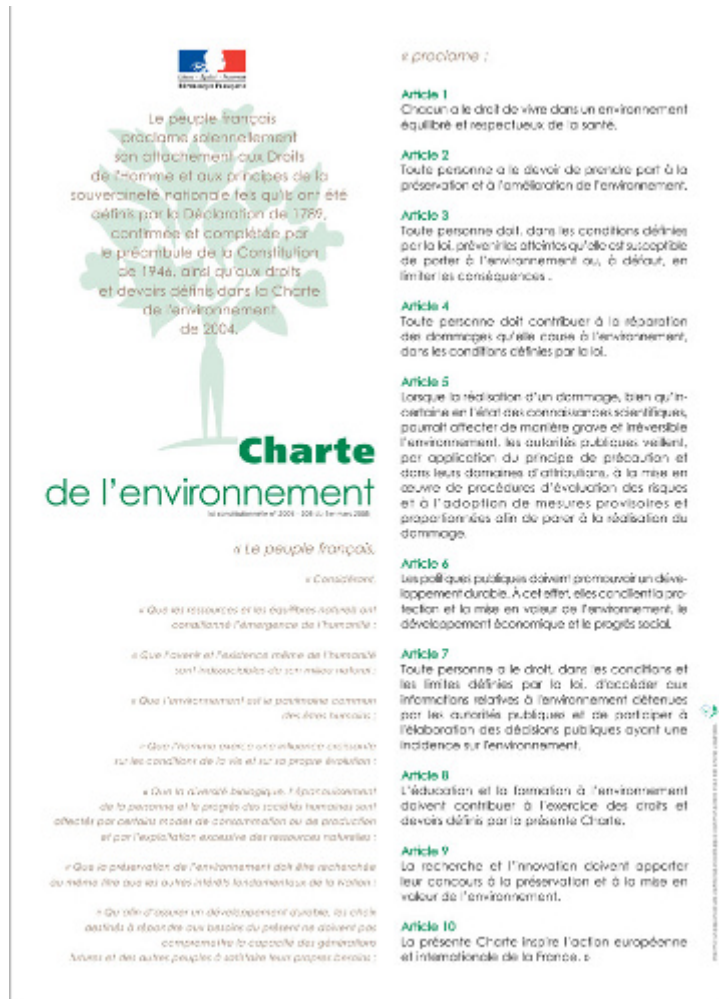 Liberté • Égalité • Fraternité
RÉPUBLIQUE FRANÇAISE
Le peuple français
proclame solennellement
son attachement aux Droits
de l'Homme et aux principes de la
souveraineté nationale tels qu'ils ont été
définis par la Déclaration de 1789,
confirmée et complétée par
le préambule de la Constitution
de 1946, ainsi qu'aux droits
et devoirs définis dans la Charte
de l'environnement
de 2004.
Charte
de l'environnement
loi constitutionnelle n° 2005 - 205 du 1er mars 2005
« Le peuple français,
« Considérant,
« Que les ressources et les équilibres naturels ont
conditionné l'émergence de l'humanité ;
« Que l'avenir et l'existence même de l'humanité
sont indissociables de son milieu naturel ;
« Que l'environnement est le patrimoine commun
des êtres humains ;
« Que l'homme exerce une influence croissante
sur les conditions de la vie et sur sa propre évolution ;
« Que la diversité biologique, l'épanouissement
de la personne et le progrès des sociétés humaines sont
affectés par certains modes de consommation ou de production
et par l'exploitation excessive des ressources naturelles ;
« Que la préservation de l'environnement doit être recherchée
au même titre que les autres intérêts fondamentaux de la Nation ;
« Qu'afin d'assurer un développement durable, les choix
destinés à répondre aux besoins du présent ne doivent pas
compromettre la capacité des générations
futures et des autres peuples à satisfaire leurs propres besoins ;
« proclame :
Article 1
Chacun a le droit de vivre dans un environnement
équilibré et respectueux de la santé.
Article 2
Toute personne a le devoir de prendre part à la
préservation et à l'amélioration de l'environnement.
Article 3
Toute personne doit, dans les conditions définies
par la loi, prévenir les atteintes qu'elle est susceptible
de porter à l'environnement ou, à défaut, en
limiter les conséquences .
Article 4
Toute personne doit contribuer à la réparation
des dommages qu'elle cause à l'environnement,
dans les conditions définies par la loi.
Article 5
Lorsque la réalisation d'un dommage, bien qu'in-
certaine en l'état des connaissances scientifiques,
pourrait affecter de manière grave et irréversible
l'environnement, les autorités publiques veillent,
par application du principe de précaution et
dans leurs domaines d'attributions, à la mise en
œuvre de procédures d'évaluation des risques
et à l'adoption de mesures provisoires et
proportionnées afin de parer à la réalisation du
dommage.
Article 6
Les politiques publiques doivent promouvoir un déve-
loppement durable. À cet effet, elles concilient la pro-
tection et la mise en valeur de l'environnement, le
développement économique et le progrès social.
Article 7
Toute personne a le droit, dans les conditions et
les limites définies par la loi, d'accéder aux
informations relatives à l'environnement détenues
par les autorités publiques et de participer à
l'élaboration des décisions publiques ayant une
incidence sur l'environnement.
Article 8
L'éducation et la formation à l'environnement
doivent contribuer à l'exercice des droits et
devoirs définis par la présente Charte.
Article 9
La recherche et l'innovation doivent apporter
leur concours à la préservation et à la mise en
valeur de l'environnement.
Article 10
La présente Charte inspire l'action européenne
et internationale de la France. »